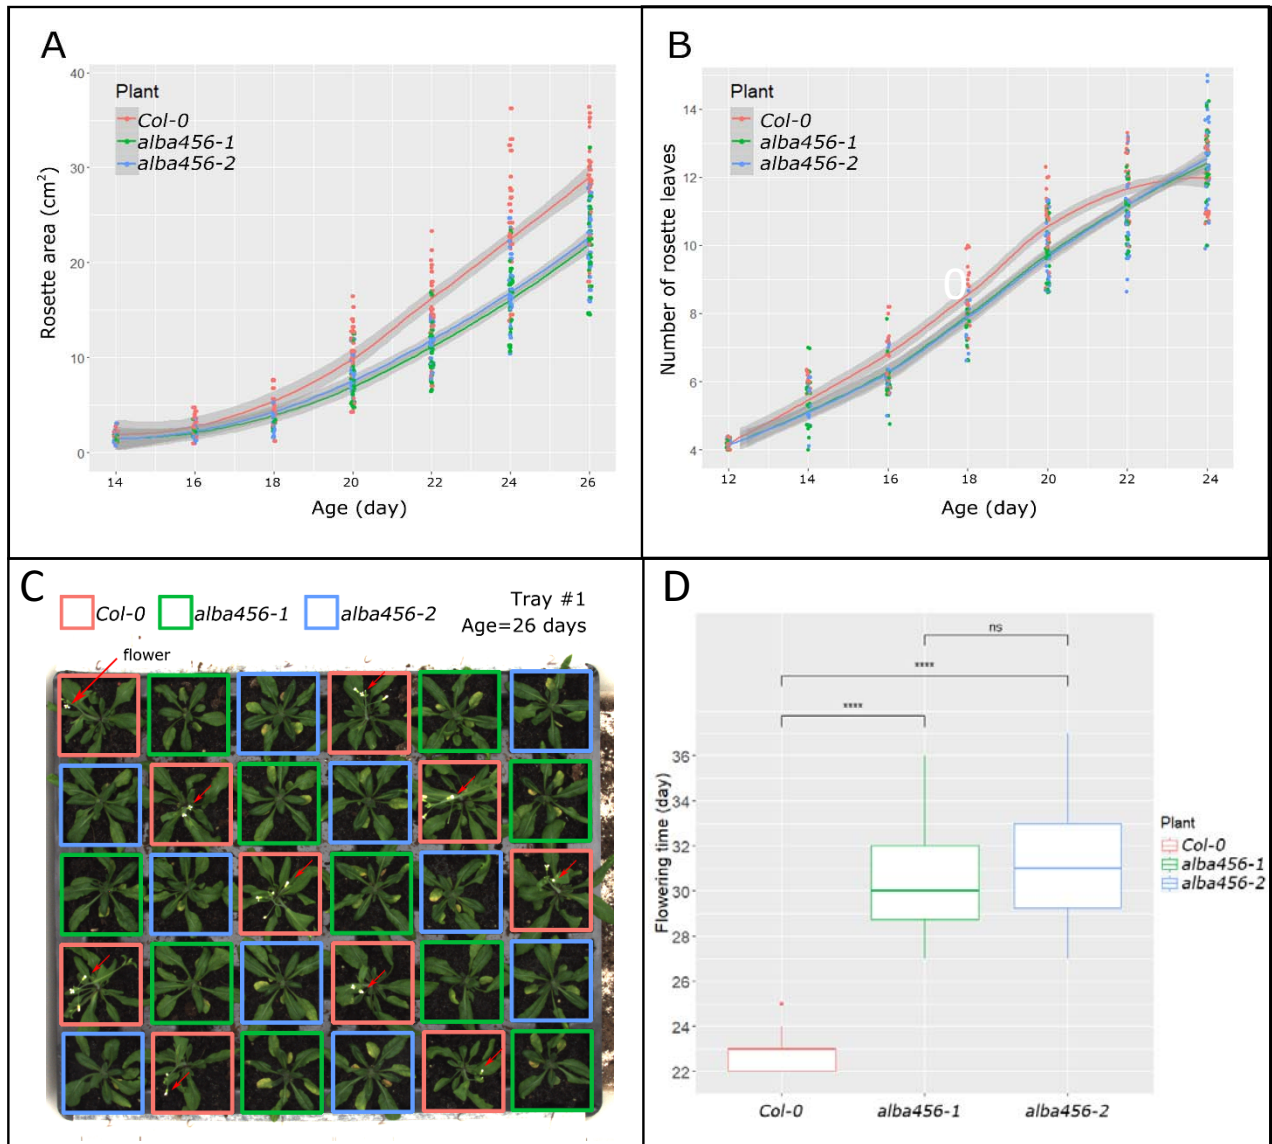 A
Plant
Col-0
alba456-1
alba456-2
Rosette area (cm²)
40
30
20
10
0
14 16 18 20 22 24 26
Age (day)
B
Plant
Col-0
alba456-1
alba456-2
0
Number of rosette leaves
14
12
10
8
6
4
12 14 16 18 20 22 24
Age (day)
C
Col-0 alba456-1 alba456-2
Tray #1
Age=26 days
flower
D
ns
****
****
Flowering time (day)
36
34
32
30
28
26
24
22
Col-0 alba456-1 alba456-2
Plant
Col-0
alba456-1
alba456-2